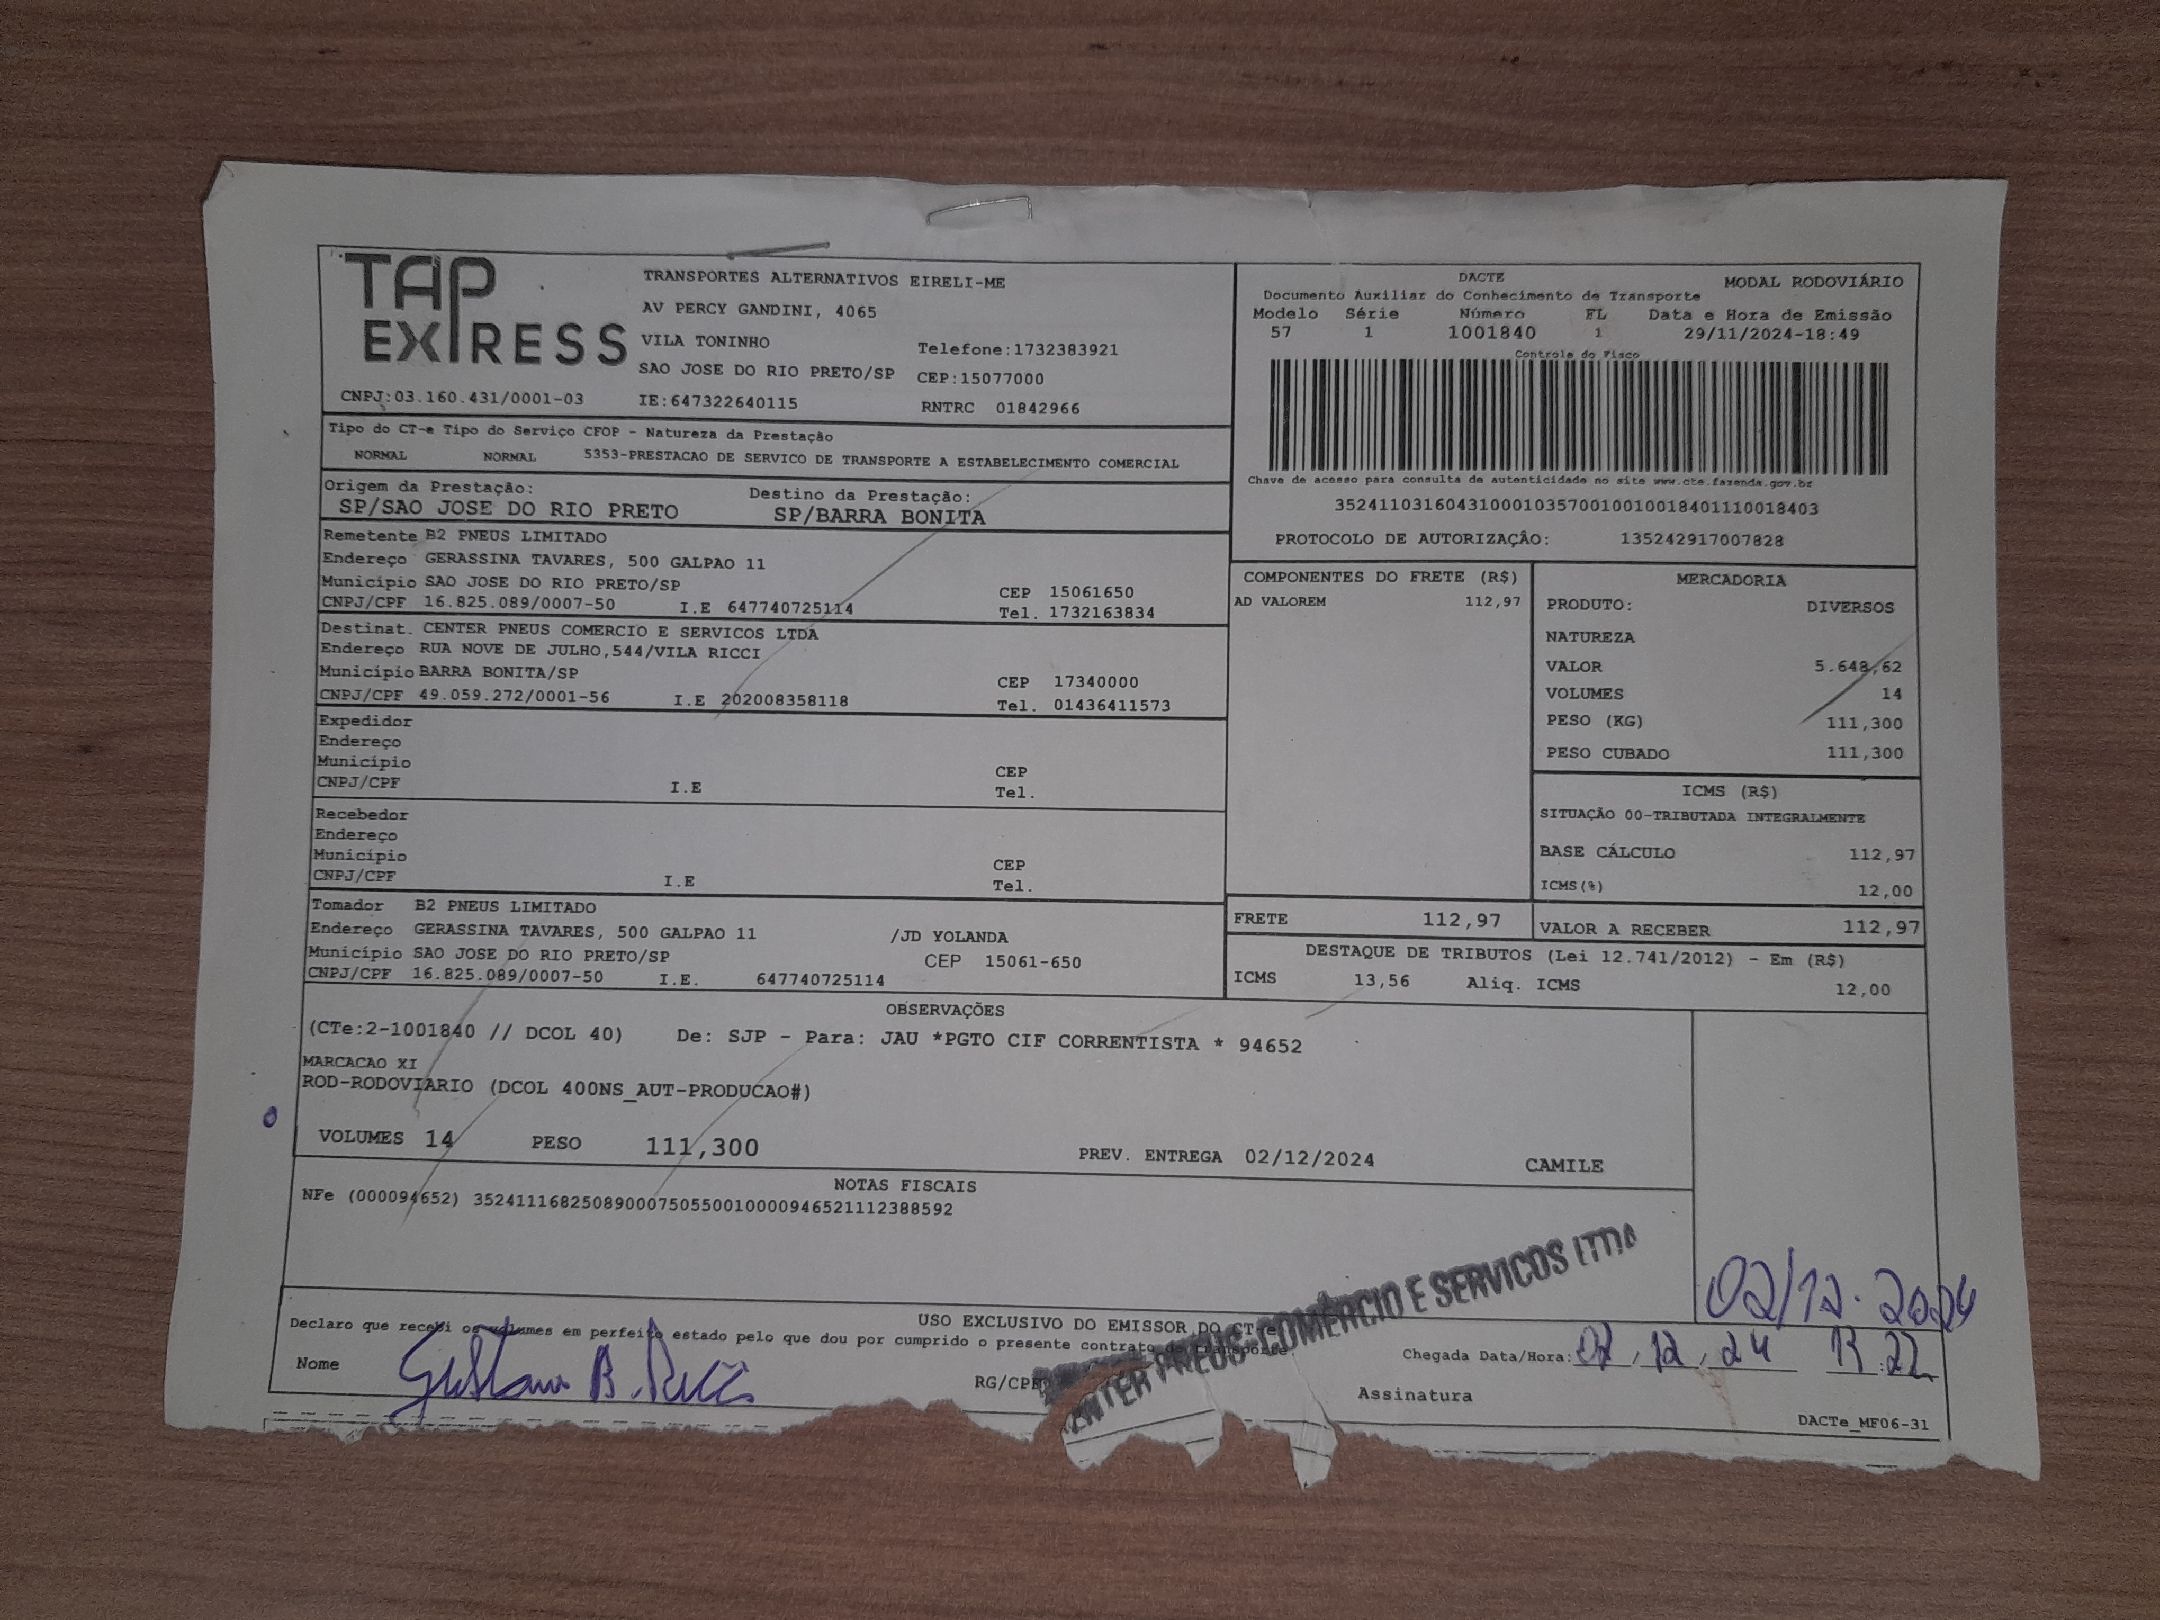 TAP EXPRESS
TRANSPORTES ALTERNATIVOS EIRELI-ME
AV PERCY GANDINI, 4065
VILA TONINHO
Telefone:1732383921
SAO JOSE DO RIO PRETO/SP CEP:15077000
CNPJ:03.160.431/0001-03 IE:647322640115 RNTRC 01842966
DACTE MODAL RODOVIÁRIO
Documento Auxiliar do Conhecimento de Transporte
Modelo Série Número FL Data e Hora de Emissão
57 1 1001840 1 29/11/2024-18:49
Controle do Fisco
Chave de acesso para consulta de autenticidade no site www.cte.fazenda.gov.br
35241103160431000103570010010018401110018403
PROTOCOLO DE AUTORIZAÇÃO: 135242917007828
Tipo do CT-e Tipo do Serviço CFOP - Natureza da Prestação
NORMAL NORMAL 5353-PRESTACAO DE SERVICO DE TRANSPORTE A ESTABELECIMENTO COMERCIAL
Origem da Prestação: Destino da Prestação:
SP/SAO JOSE DO RIO PRETO SP/BARRA BONITA
Remetente B2 PNEUS LIMITADO
Endereço GERASSINA TAVARES, 500 GALPAO 11
Município SAO JOSE DO RIO PRETO/SP CEP 15061650
CNPJ/CPF 16.825.089/0007-50 I.E 647740725114 Tel. 1732163834
Destinat. CENTER PNEUS COMERCIO E SERVICOS LTDA
Endereço RUA NOVE DE JULHO,544/VILA RICCI
Município BARRA BONITA/SP CEP 17340000
CNPJ/CPF 49.059.272/0001-56 I.E 202008358118 Tel. 01436411573
Expedidor
Endereço
Município CEP
CNPJ/CPF I.E Tel.
Recebedor
Endereço
Município CEP
CNPJ/CPF I.E Tel.
Tomador B2 PNEUS LIMITADO
Endereço GERASSINA TAVARES, 500 GALPAO 11 /JD YOLANDA
Município SAO JOSE DO RIO PRETO/SP CEP 15061-650
CNPJ/CPF 16.825.089/0007-50 I.E. 647740725114
COMPONENTES DO FRETE (R$)
AD VALOREM 112,97
MERCADORIA
PRODUTO: DIVERSOS
NATUREZA
VALOR 5.648,62
VOLUMES 14
PESO (KG) 111,300
PESO CUBADO 111,300
ICMS (R$)
SITUAÇÃO 00-TRIBUTADA INTEGRALMENTE
BASE CÁLCULO 112,97
ICMS(%) 12,00
FRETE 112,97 VALOR A RECEBER 112,97
DESTAQUE DE TRIBUTOS (Lei 12.741/2012) - Em (R$)
ICMS 13,56 Aliq. ICMS 12,00
OBSERVAÇÕES
(CTe:2-1001840 // DCOL 40) De: SJP - Para: JAU *PGTO CIF CORRENTISTA * 94652
MARCACAO XI
ROD-RODOVIARIO (DCOL 400NS_AUT-PRODUCAO#)
VOLUMES 14 PESO 111,300 PREV. ENTREGA 02/12/2024 CAMILE
NOTAS FISCAIS
NFe (000094652) 35241116825089000750550010000946521112388592
02/12.2024
USO EXCLUSIVO DO EMISSOR DO CT-e
Declaro que recebi os volumes em perfeito estado pelo que dou por cumprido o presente contrato de transporte
Chegada Data/Hora: 02.12.24 13:22
Nome Gustavo B. RG/CPF
Assinatura
PNEUS COMÉRCIO E SERVICOS LTDA
DACTe_MF06-31